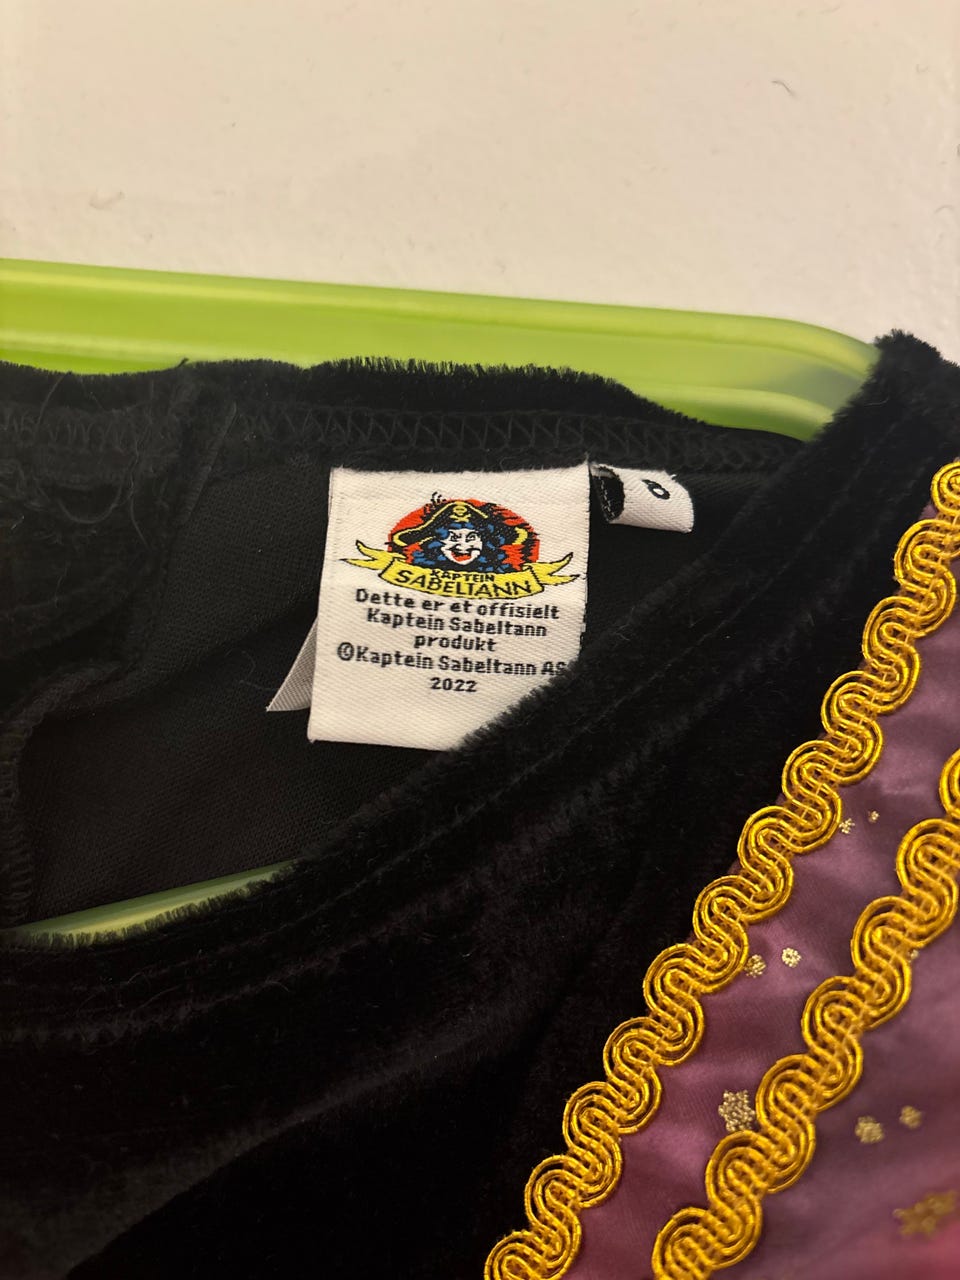 KAPTEIN
SABELTANN
Dette er et offisielt
Kaptein Sabeltann
produkt
©Kaptein Sabeltann AS
2022